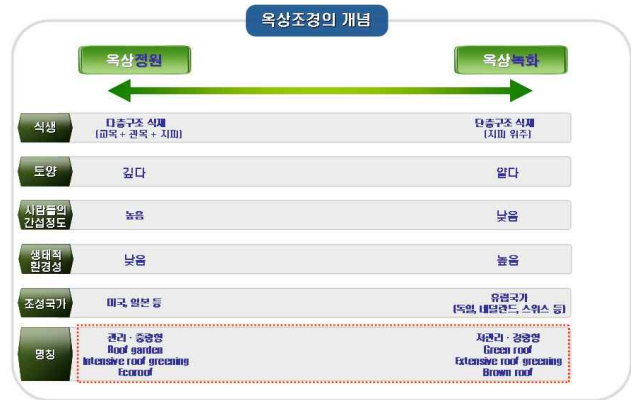 옥상조경의 개념
옥상정원
옥상녹화
식생
다층구조 식재
(교목 + 관목 + 지피)
단층구조 식재
(지피 위주)
토양
깊다
얕다
사람들의
간섭정도
높음
낮음
생태적
환경성
낮음
높음
조성국가
미국, 일본 등
유럽국가
(독일, 네덜란드, 스위스 등)
명칭
관리 · 중량형
Roof garden
Intensive roof greening
Ecoroof
저관리 · 경량형
Green roof
Extensive roof greening
Brown roof